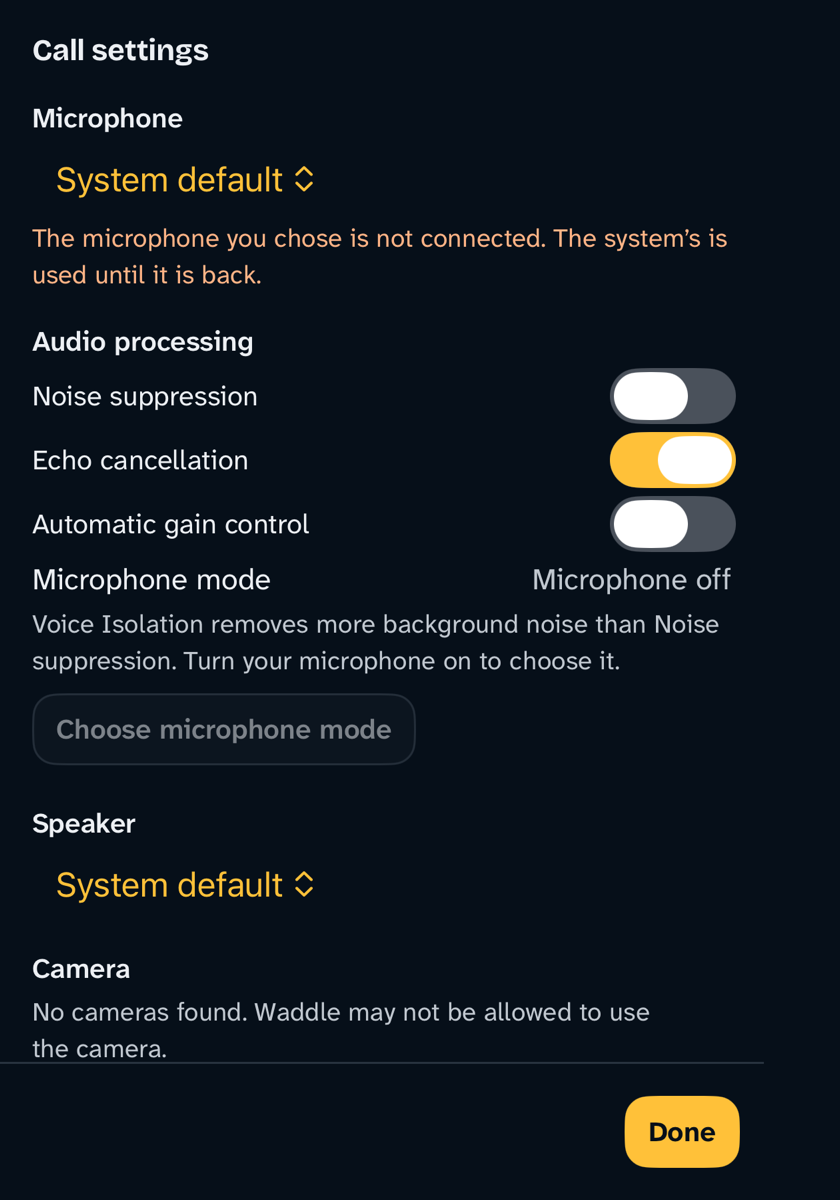 Call settings
Microphone
System default
The microphone you chose is not connected. The system’s is
used until it is back.
Audio processing
Noise suppression
Echo cancellation
Automatic gain control
Microphone mode Microphone off
Voice Isolation removes more background noise than Noise
suppression. Turn your microphone on to choose it.
Choose microphone mode
Speaker
System default
Camera
No cameras found. Waddle may not be allowed to use
the camera.
Done